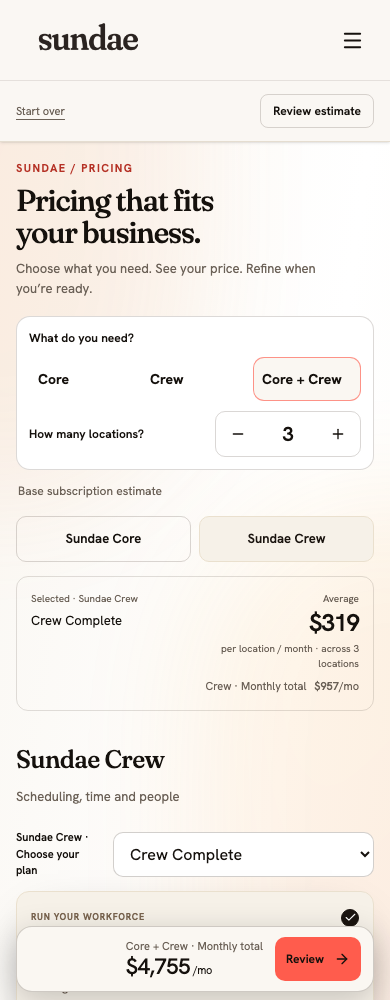 sundae
Start over
Review estimate
SUNDAE / PRICING
Pricing that fits
your business.
Choose what you need. See your price. Refine when
you’re ready.
What do you need?
Core
Crew
Core + Crew
How many locations?
− 3 +
Base subscription estimate
Sundae Core
Sundae Crew
Selected · Sundae Crew
Crew Complete
Average
$319
per location / month · across 3
locations
Crew · Monthly total $957/mo
Sundae Crew
Scheduling, time and people
Sundae Crew ·
Choose your
plan
Crew Complete
RUN YOUR WORKFORCE
Core + Crew · Monthly total
$4,755 /mo
Review →